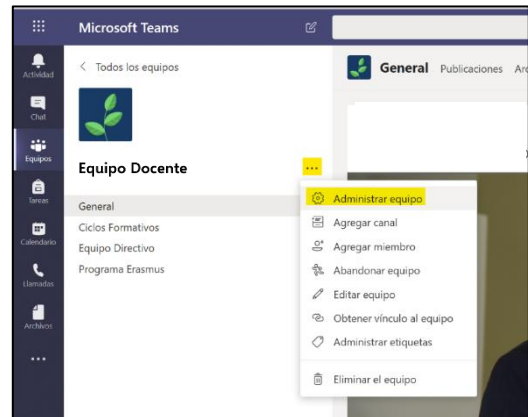 Microsoft Teams
Actividad
Chat
Equipos
Tareas
Calendario
Llamadas
Archivos
Todos los equipos
Equipo Docente
General
Ciclos Formativos
Equipo Directivo
Programa Erasmus
General Publicaciones Arc
Administrar equipo
Agregar canal
Agregar miembro
Abandonar equipo
Editar equipo
Obtener vínculo al equipo
Administrar etiquetas
Eliminar el equipo